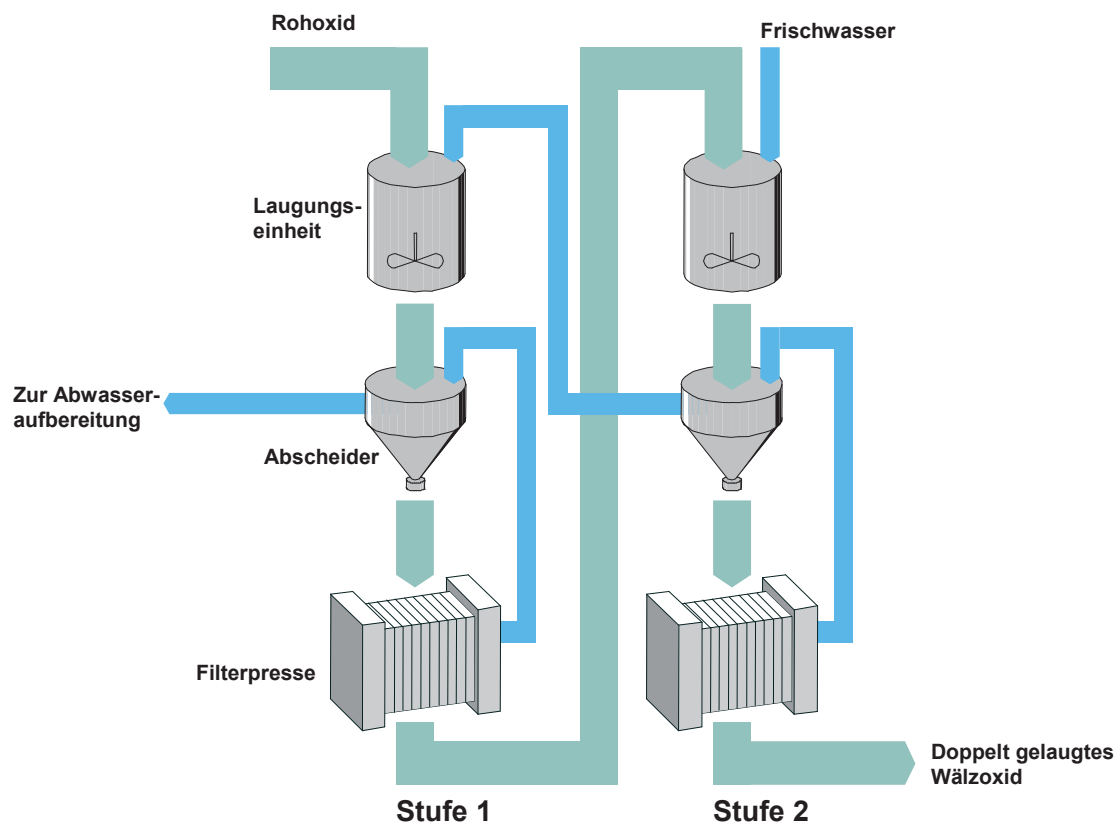 Rohoxid
Frischwasser
Laugungs-
einheit
Zur Abwasser-
aufbereitung
Abscheider
Filterpresse
Doppelt gelaugtes
Wälzoxid
Stufe 1
Stufe 2